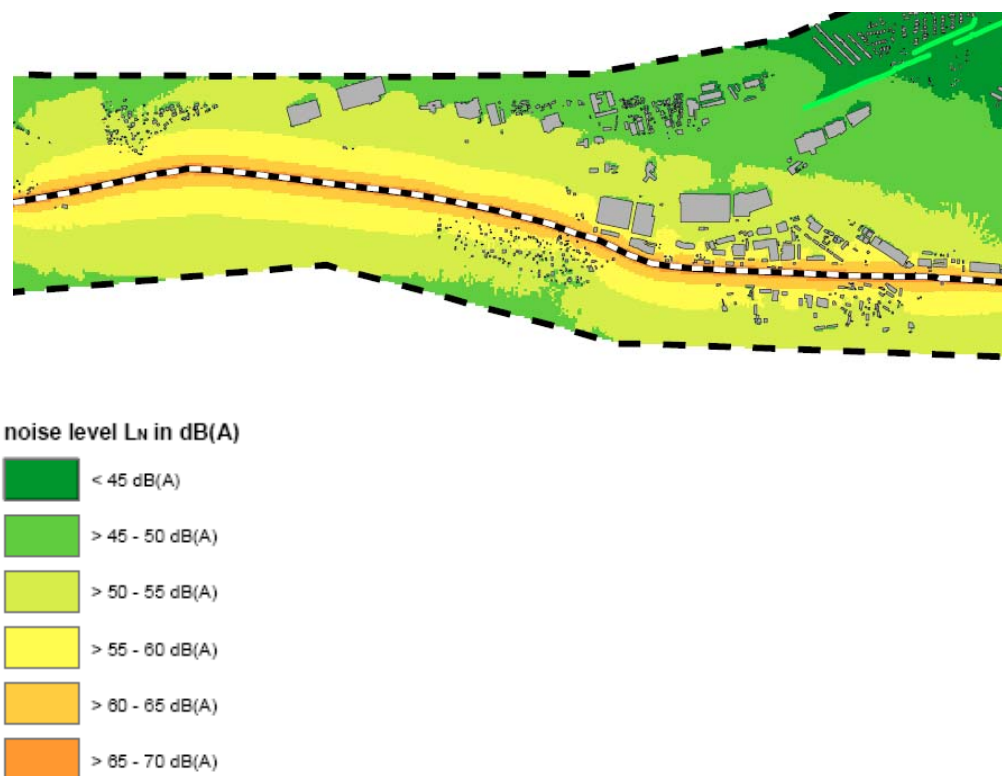 noise level LN in dB(A)
< 45 dB(A)
> 45 - 50 dB(A)
> 50 - 55 dB(A)
> 55 - 60 dB(A)
> 60 - 65 dB(A)
> 65 - 70 dB(A)